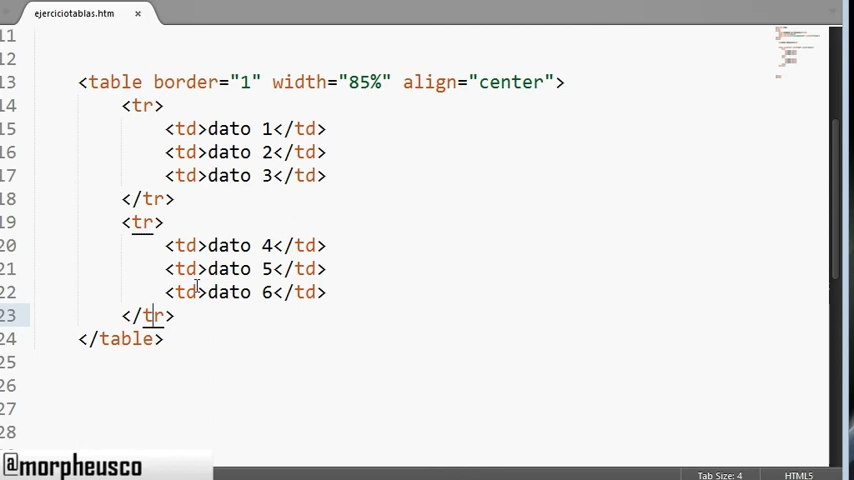 ejerciciotablas.htm ×
11
12
13 <table border="1" width="85%" align="center">
14 <tr>
15 <td>dato 1</td>
16 <td>dato 2</td>
17 <td>dato 3</td>
18 </tr>
19 <tr>
20 <td>dato 4</td>
21 <td>dato 5</td>
22 <td>dato 6</td>
23 </tr>
24 </table>
25
26
27
28
@morpheusco
Tab Size: 4 HTML5